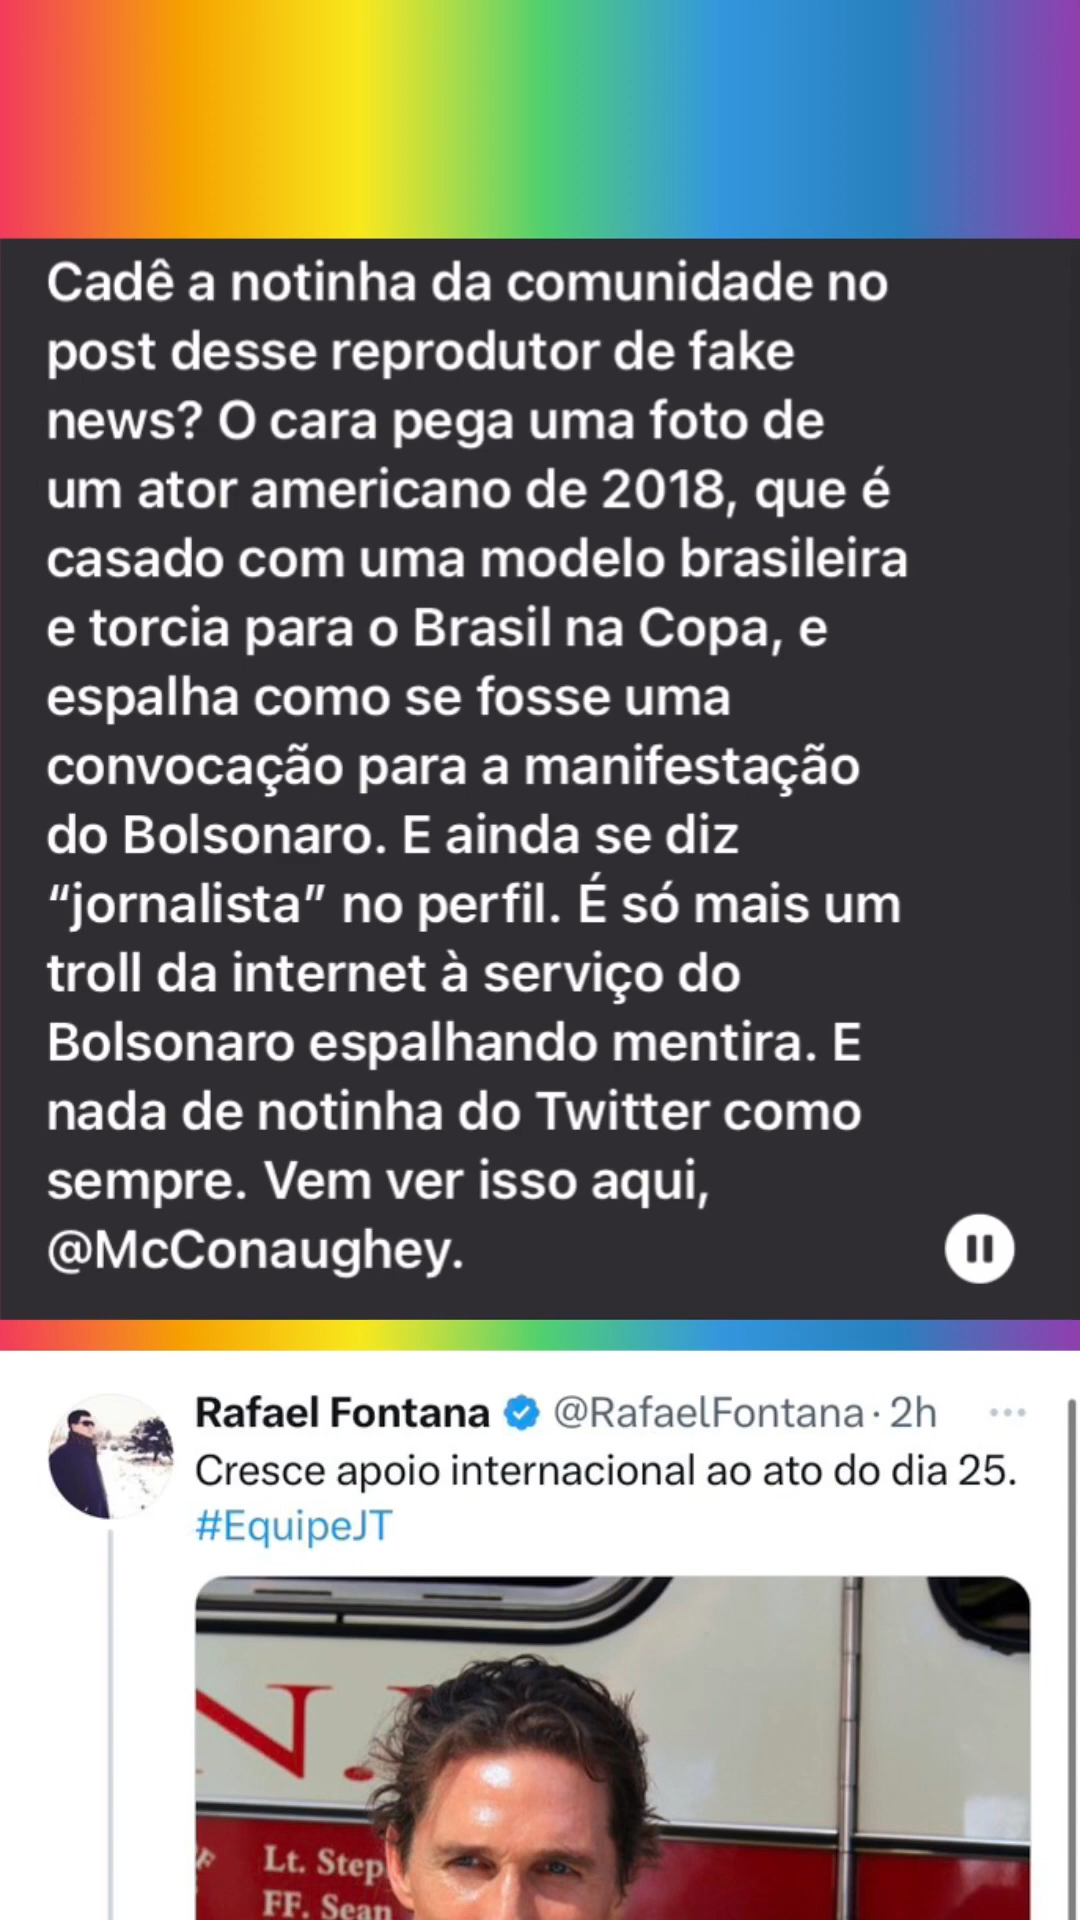 Cadê a notinha da comunidade no
post desse reprodutor de fake
news? O cara pega uma foto de
um ator americano de 2018, que é
casado com uma modelo brasileira
e torcia para o Brasil na Copa, e
espalha como se fosse uma
convocação para a manifestação
do Bolsonaro. E ainda se diz
“jornalista” no perfil. É só mais um
troll da internet à serviço do
Bolsonaro espalhando mentira. E
nada de notinha do Twitter como
sempre. Vem ver isso aqui,
@McConaughey.
Rafael Fontana @RafaelFontana · 2h
Cresce apoio internacional ao ato do dia 25.
#EquipeJT
N.
Lt. Step
FF. Sean